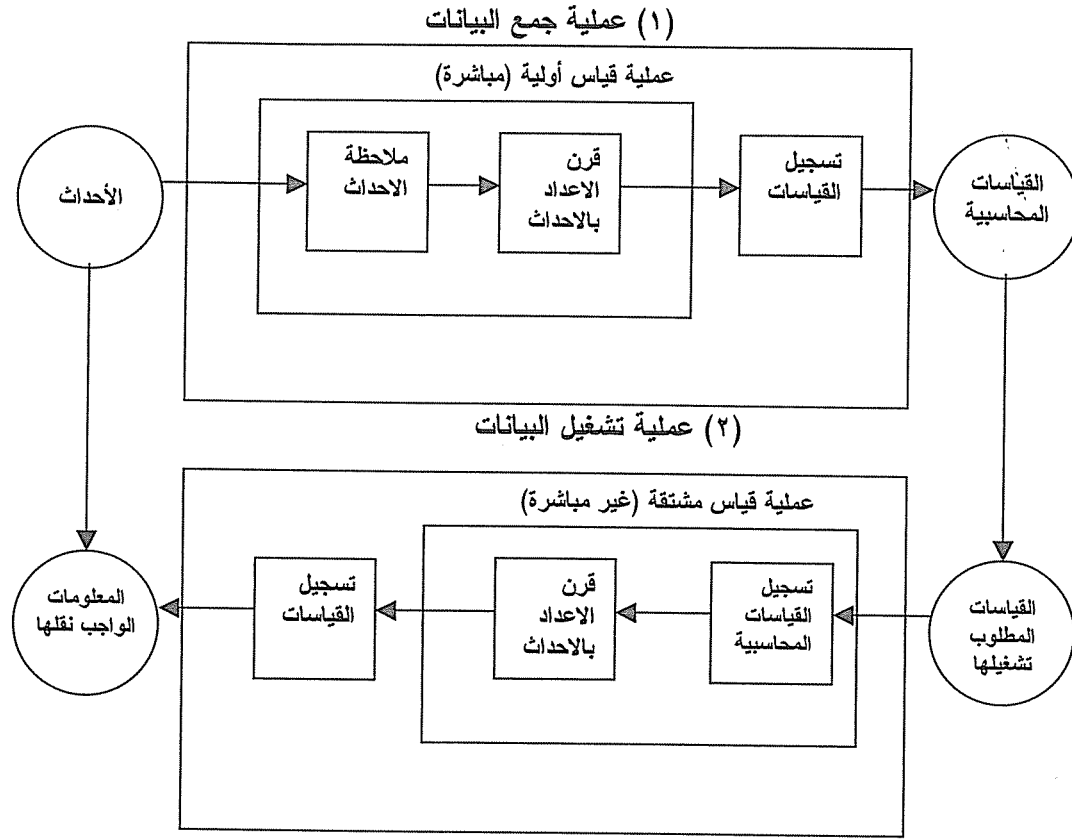 (١) عملية جمع البيانات
عملية قياس أولية (مباشرة)
الأحداث
ملاحظة
الاحداث
قرن
الاعداد
بالاحداث
تسجيل
القياسات
القياسات
المحاسبية
(٢) عملية تشغيل البيانات
عملية قياس مشتقة (غير مباشرة)
القياسات
المطلوب
تشغيلها
تسجيل
القياسات
المحاسبية
قرن
الاعداد
بالاحداث
تسجيل
القياسات
المعلومات
الواجب نقلها